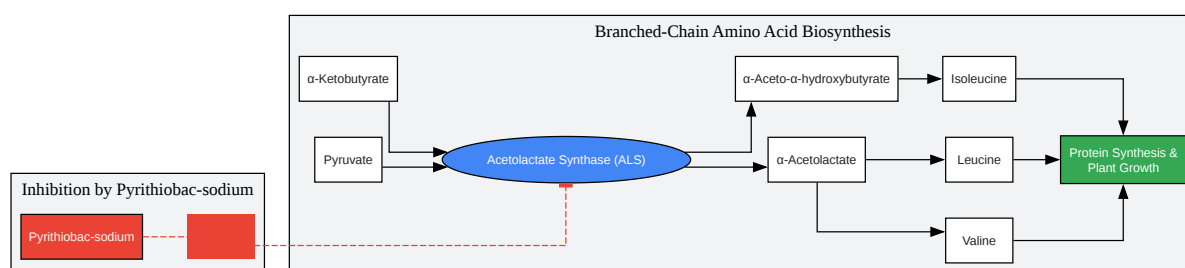 Branched-Chain Amino Acid Biosynthesis
α-Ketobutyrate
α-Aceto-α-hydroxybutyrate
Isoleucine
Pyruvate
Acetolactate Synthase (ALS)
α-Acetolactate
Leucine
Protein Synthesis &
Plant Growth
Inhibition by Pyrithiobac-sodium
Pyrithiobac-sodium
Valine